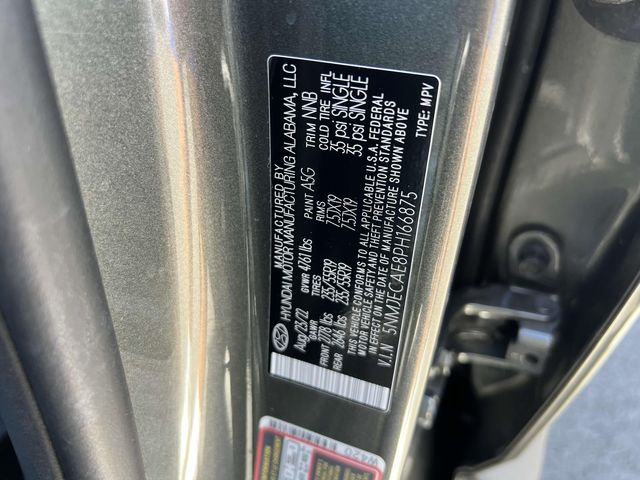 MANUFACTURED BY
HYUNDAI MOTOR MANUFACTURING ALABAMA, LLC
Aug/23/22 GVWR 4761 lbs PAINT A5G TRIM NNB
GAWR TIRES RIMS COLD TIRE INFL
FRONT 2778 lbs 235/55R19 7.5JX19 35 psi SINGLE
REAR 2646 lbs 235/55R19 7.5JX19 35 psi SINGLE
THIS VEHICLE CONFORMS TO ALL APPLICABLE U.S.A. FEDERAL
MOTOR VEHICLE SAFETY AND THEFT PREVENTION STANDARDS
IN EFFECT ON THE DATE OF MANUFACTURE SHOWN ABOVE
V.I.N 5NMJECAE8PH166875
TYPE: MPV
W420